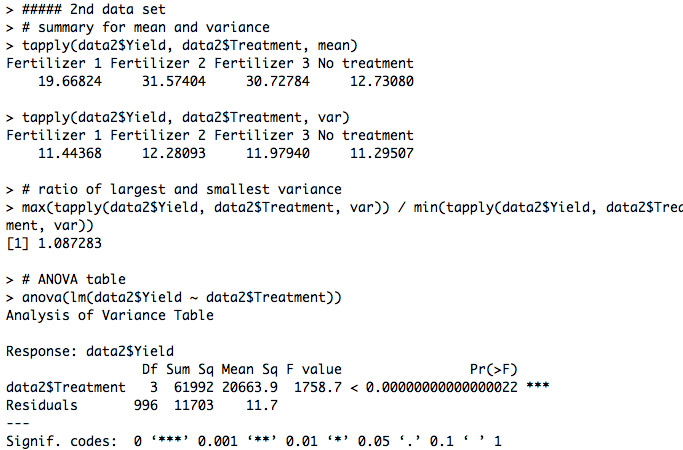 > ##### 2nd data set
> # summary for mean and variance
> tapply(data2$Yield, data2$Treatment, mean)
Fertilizer 1 Fertilizer 2 Fertilizer 3 No treatment
19.66824 31.57404 30.72784 12.73080
> tapply(data2$Yield, data2$Treatment, var)
Fertilizer 1 Fertilizer 2 Fertilizer 3 No treatment
11.44368 12.28093 11.97940 11.29507
> # ratio of largest and smallest variance
> max(tapply(data2$Yield, data2$Treatment, var)) / min(tapply(data2$Yield, data2$Trea
ment, var))
[1] 1.087283
> # ANOVA table
> anova(lm(data2$Yield ~ data2$Treatment))
Analysis of Variance Table
Response: data2$Yield
Df Sum Sq Mean Sq F value Pr(>F)
data2$Treatment 3 61992 20663.9 1758.7 < 0.00000000000000022 ***
Residuals 996 11703 11.7
---
Signif. codes: 0 ‘***’ 0.001 ‘**’ 0.01 ‘*’ 0.05 ‘.’ 0.1 ‘ ’ 1